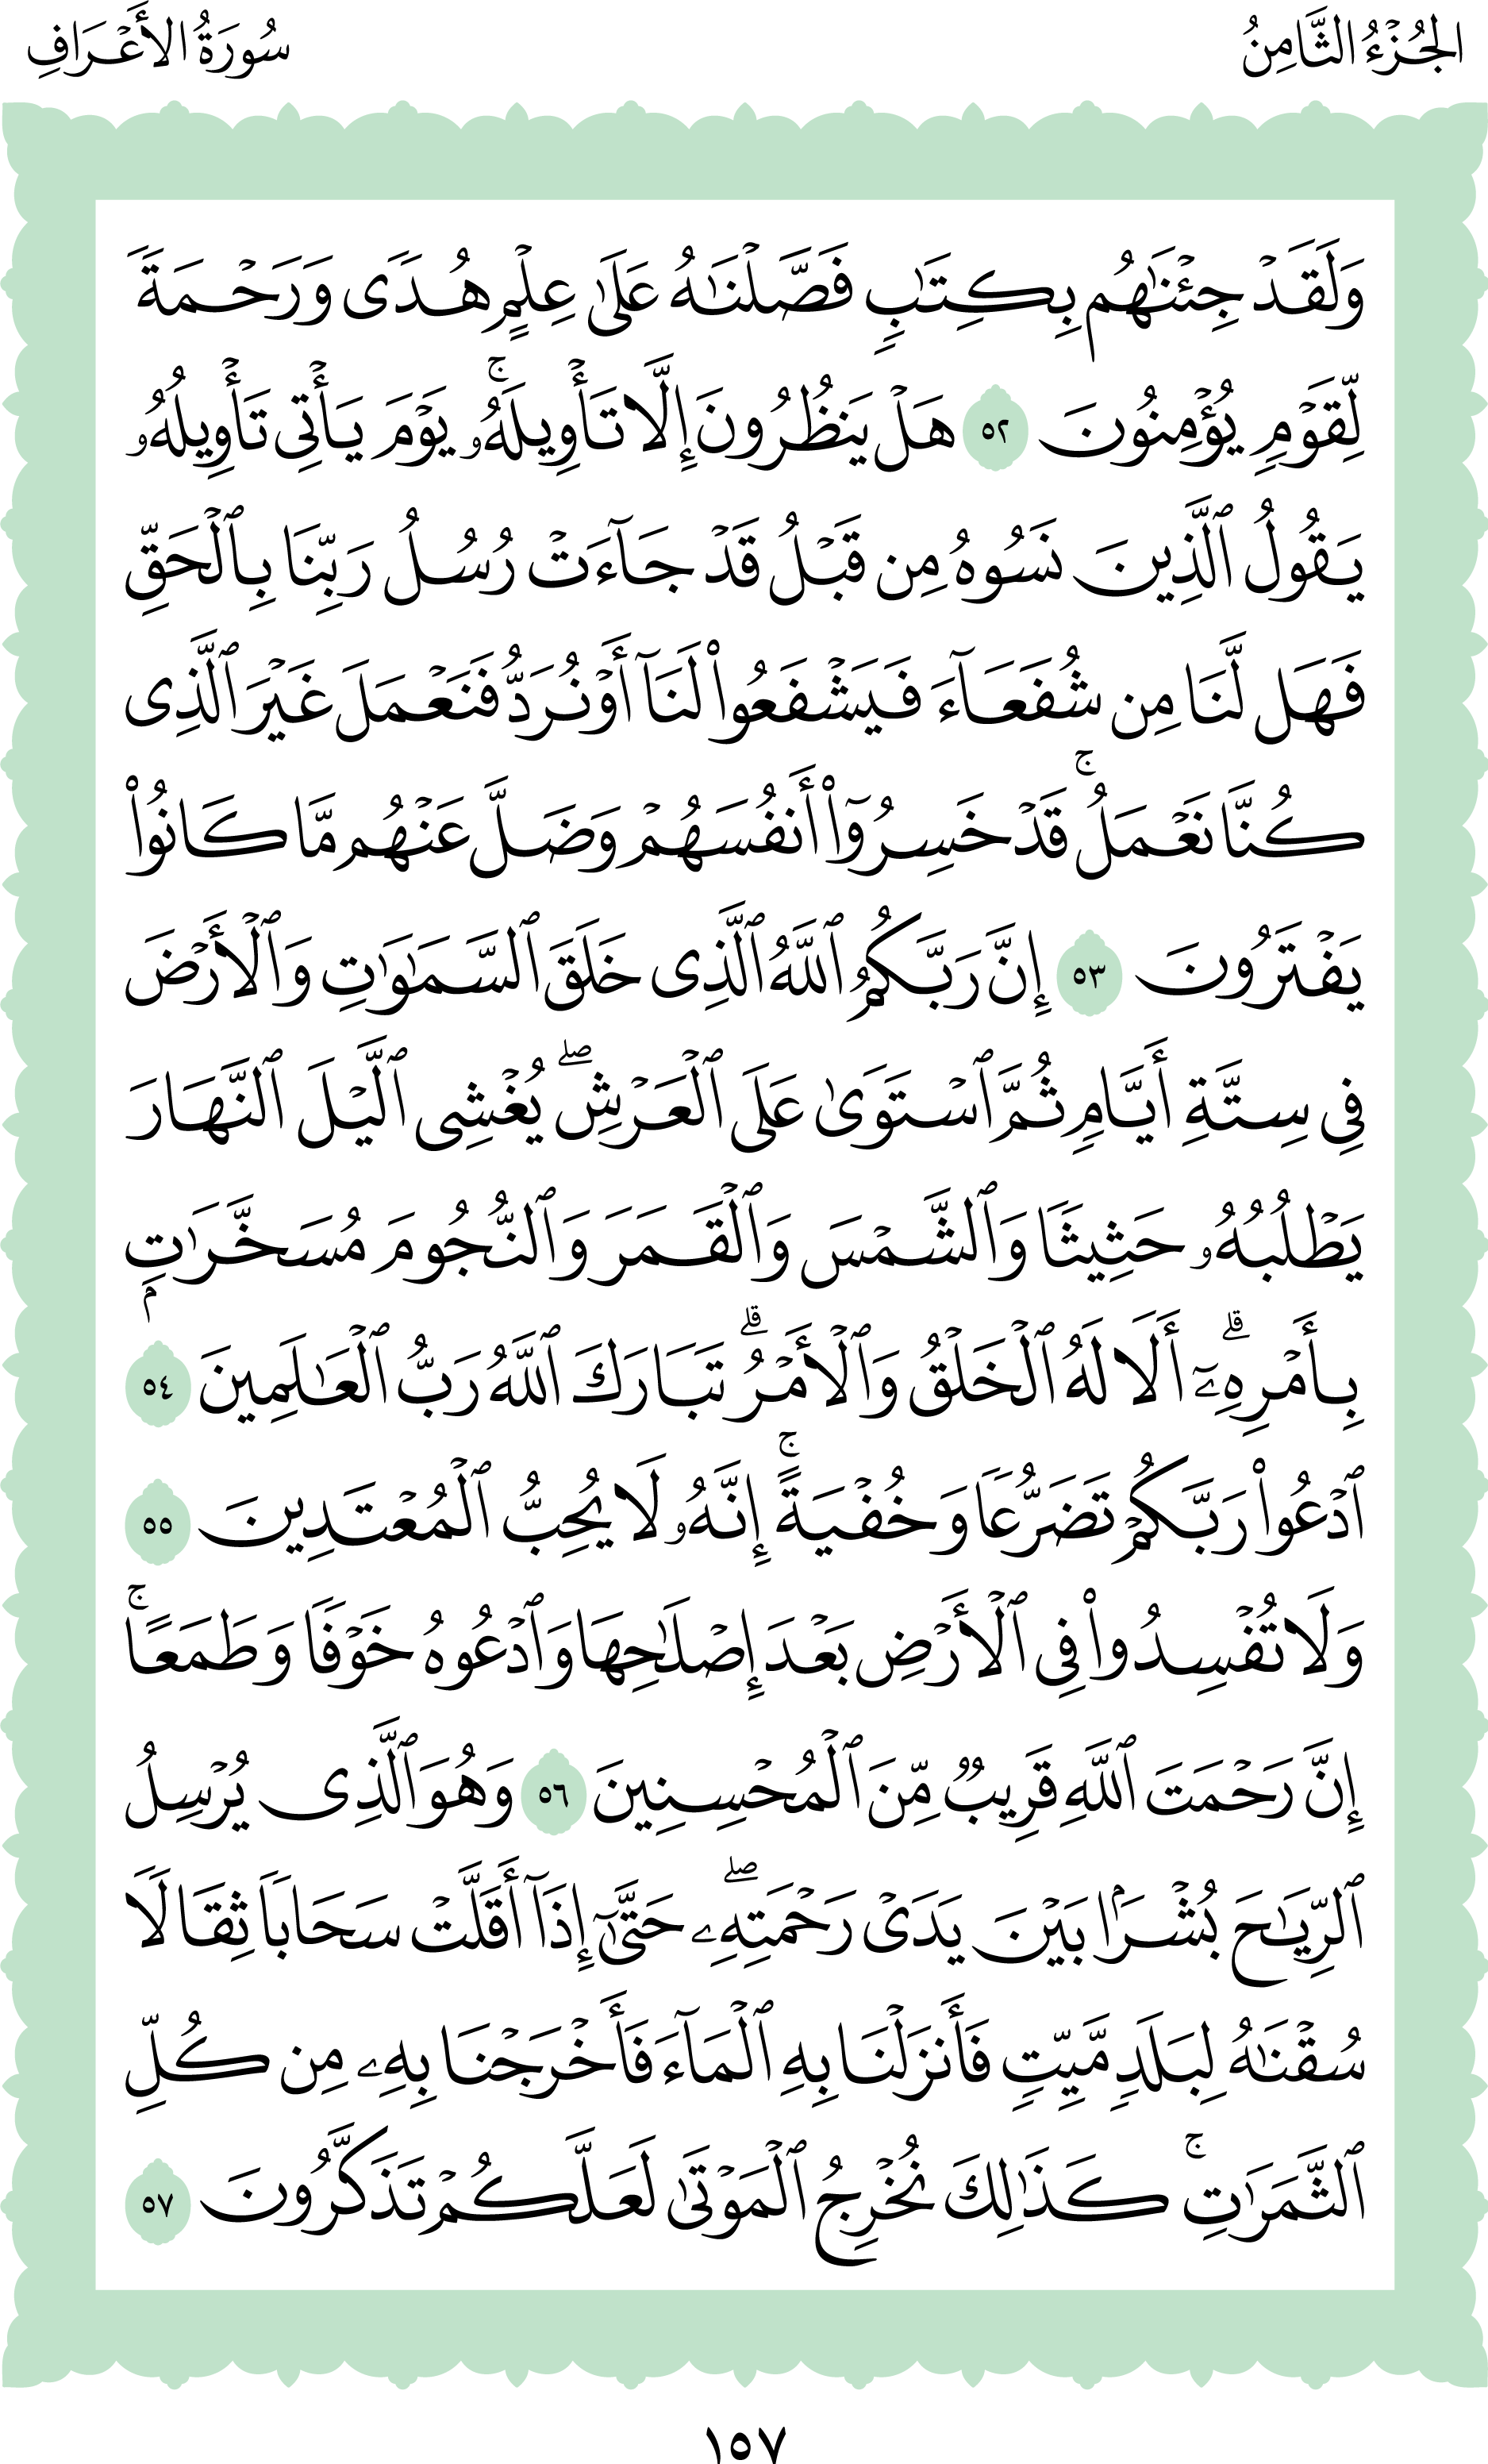 الجُزْءُ الثَّامِنُ
سُورَةُ الأَعْرَافِ
وَلَقَدْ جِئْنَٰهُم بِكِتَٰبٍ فَصَّلْنَٰهُ عَلَىٰ عِلْمٍ هُدًى وَرَحْمَةً
لِّقَوْمٍ يُؤْمِنُونَ ٥٢ هَلْ يَنظُرُونَ إِلَّا تَأْوِيلَهُۥۚ يَوْمَ يَأْتِى تَأْوِيلُهُۥ
يَقُولُ ٱلَّذِينَ نَسُوهُ مِن قَبْلُ قَدْ جَآءَتْ رُسُلُ رَبِّنَا بِٱلْحَقِّ
فَهَل لَّنَا مِن شُفَعَآءَ فَيَشْفَعُوا۟ لَنَآ أَوْ نُرَدُّ فَنَعْمَلَ غَيْرَ ٱلَّذِى
كُنَّا نَعْمَلُۚ قَدْ خَسِرُوٓا۟ أَنفُسَهُمْ وَضَلَّ عَنْهُم مَّا كَانُوا۟
يَفْتَرُونَ ٥٣ إِنَّ رَبَّكُمُ ٱللَّهُ ٱلَّذِى خَلَقَ ٱلسَّمَٰوَٰتِ وَٱلْأَرْضَ
فِى سِتَّةِ أَيَّامٍ ثُمَّ ٱسْتَوَىٰ عَلَى ٱلْعَرْشِۖ يُغْشِى ٱلَّيْلَ ٱلنَّهَارَ
يَطْلُبُهُۥ حَثِيثًا وَٱلشَّمْسَ وَٱلْقَمَرَ وَٱلنُّجُومَ مُسَخَّرَٰتٍۭ
بِأَمْرِهِۦٓۗ أَلَا لَهُ ٱلْخَلْقُ وَٱلْأَمْرُۗ تَبَارَكَ ٱللَّهُ رَبُّ ٱلْعَٰلَمِينَ ٥٤
ٱدْعُوا۟ رَبَّكُمْ تَضَرُّعًا وَخُفْيَةًۚ إِنَّهُۥ لَا يُحِبُّ ٱلْمُعْتَدِينَ ٥٥
وَلَا تُفْسِدُوا۟ فِى ٱلْأَرْضِ بَعْدَ إِصْلَٰحِهَا وَٱدْعُوهُ خَوْفًا وَطَمَعًاۚ
إِنَّ رَحْمَتَ ٱللَّهِ قَرِيبٌ مِّنَ ٱلْمُحْسِنِينَ ٥٦ وَهُوَ ٱلَّذِى يُرْسِلُ
ٱلرِّيَٰحَ بُشْرًۢا بَيْنَ يَدَىْ رَحْمَتِهِۦۖ حَتَّىٰٓ إِذَآ أَقَلَّتْ سَحَابًا ثِقَالًا
سُقْنَٰهُ لِبَلَدٍ مَّيِّتٍ فَأَنزَلْنَا بِهِ ٱلْمَآءَ فَأَخْرَجْنَا بِهِۦ مِن كُلِّ
ٱلثَّمَرَٰتِۚ كَذَٰلِكَ نُخْرِجُ ٱلْمَوْتَىٰ لَعَلَّكُمْ تَذَكَّرُونَ ٥٧
١٥٧